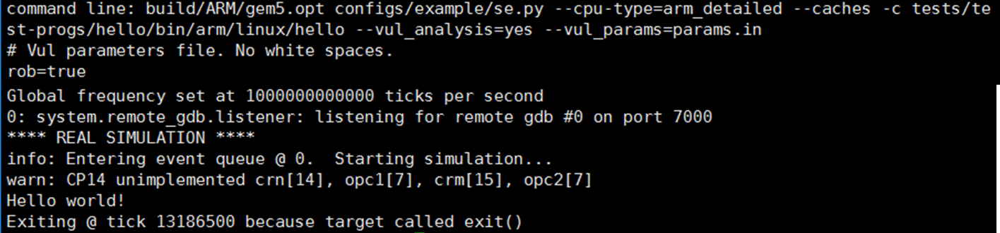 command line: build/ARM/gem5.opt configs/example/se.py --cpu-type=arm_detailed --caches -c tests/te
st-progs/hello/bin/arm/linux/hello --vul_analysis=yes --vul_params=params.in
# Vul parameters file. No white spaces.
rob=true
Global frequency set at 1000000000000 ticks per second
0: system.remote_gdb.listener: listening for remote gdb #0 on port 7000
**** REAL SIMULATION ****
info: Entering event queue @ 0.  Starting simulation...
warn: CP14 unimplemented crn[14], opc1[7], crm[15], opc2[7]
Hello world!
Exiting @ tick 13186500 because target called exit()